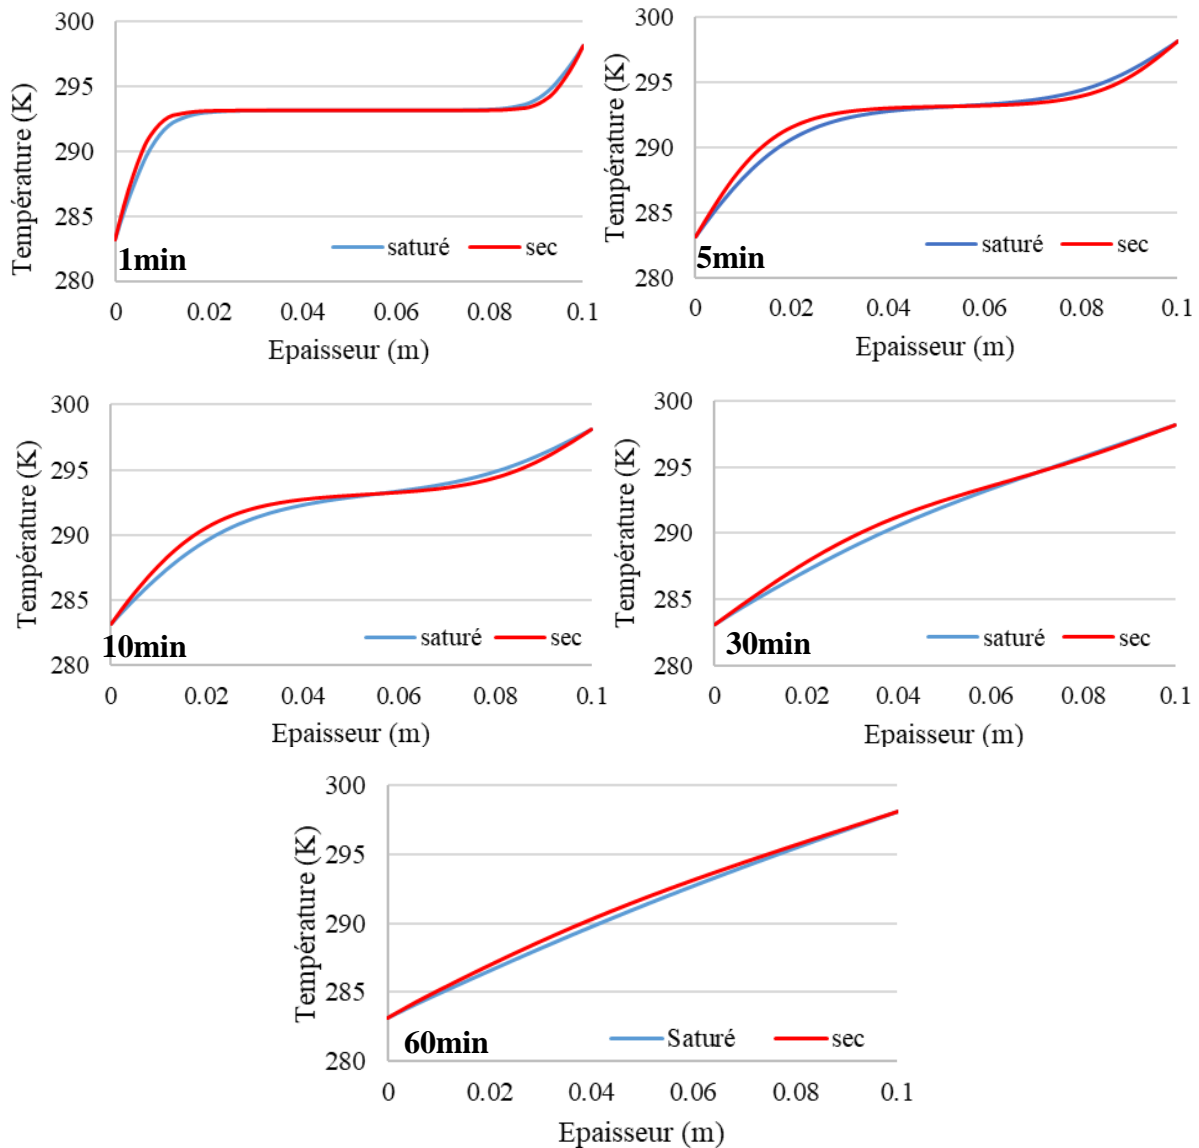 300
295
290
285
280
Température (K)
saturé
sec
1min
0 0.02 0.04 0.06 0.08 0.1
Epaisseur (m)
300
295
290
285
280
Température (K)
saturé
sec
5min
0 0.02 0.04 0.06 0.08 0.1
Epaisseur (m)
300
295
290
285
280
Température (K)
saturé
sec
10min
0 0.02 0.04 0.06 0.08 0.1
Epaisseur (m)
300
295
290
285
280
Température (K)
saturé
sec
30min
0 0.02 0.04 0.06 0.08 0.1
Epaisseur (m)
300
295
290
285
280
Température (K)
Saturé
sec
60min
0 0.02 0.04 0.06 0.08 0.1
Epaisseur (m)